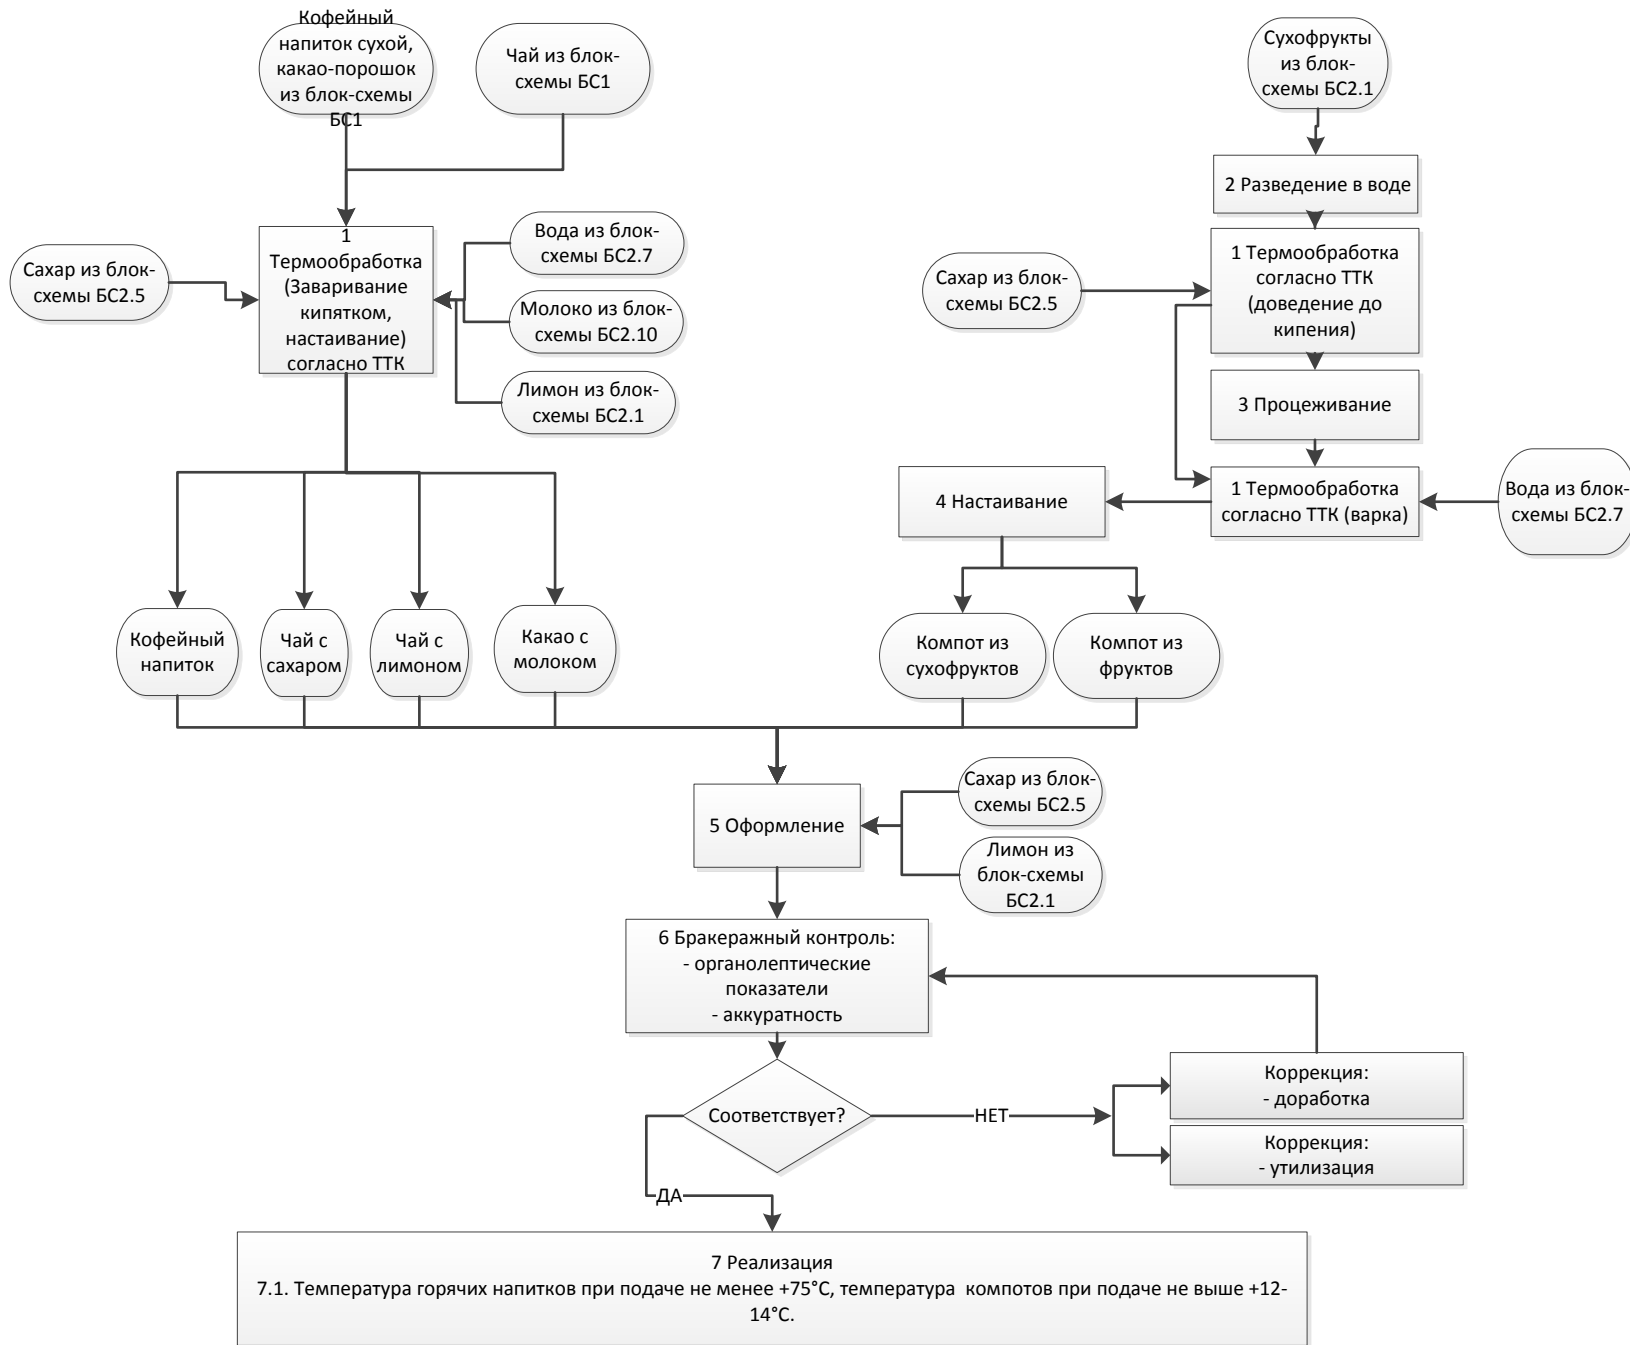 Кофейный
напиток сухой,
какао-порошок
из блок-схемы
БС1
Чай из блок-
схемы БС1
Сухофрукты
из блок-
схемы БС2.1
2 Разведение в воде
1
Термообработка
(Заваривание
кипятком,
настаивание)
согласно ТТК
Сахар из блок-
схемы БС2.5
Вода из блок-
схемы БС2.7
Молоко из блок-
схемы БС2.10
Лимон из блок-
схемы БС2.1
Сахар из блок-
схемы БС2.5
1 Термообработка
согласно ТТК
(доведение до
кипения)
3 Процеживание
4 Настаивание
1 Термообработка
согласно ТТК (варка)
Вода из блок-
схемы БС2.7
Кофейный
напиток
Чай с
сахаром
Чай с
лимоном
Какао с
молоком
Компот из
сухофруктов
Компот из
фруктов
5 Оформление
Сахар из блок-
схемы БС2.5
Лимон из
блок-схемы
БС2.1
6 Бракеражный контроль:
- органолептические
показатели
- аккуратность
Соответствует?
НЕТ
Коррекция:
- доработка
Коррекция:
- утилизация
ДА
7 Реализация
7.1. Температура горячих напитков при подаче не менее +75°С, температура  компотов при подаче не выше +12-
14°С.